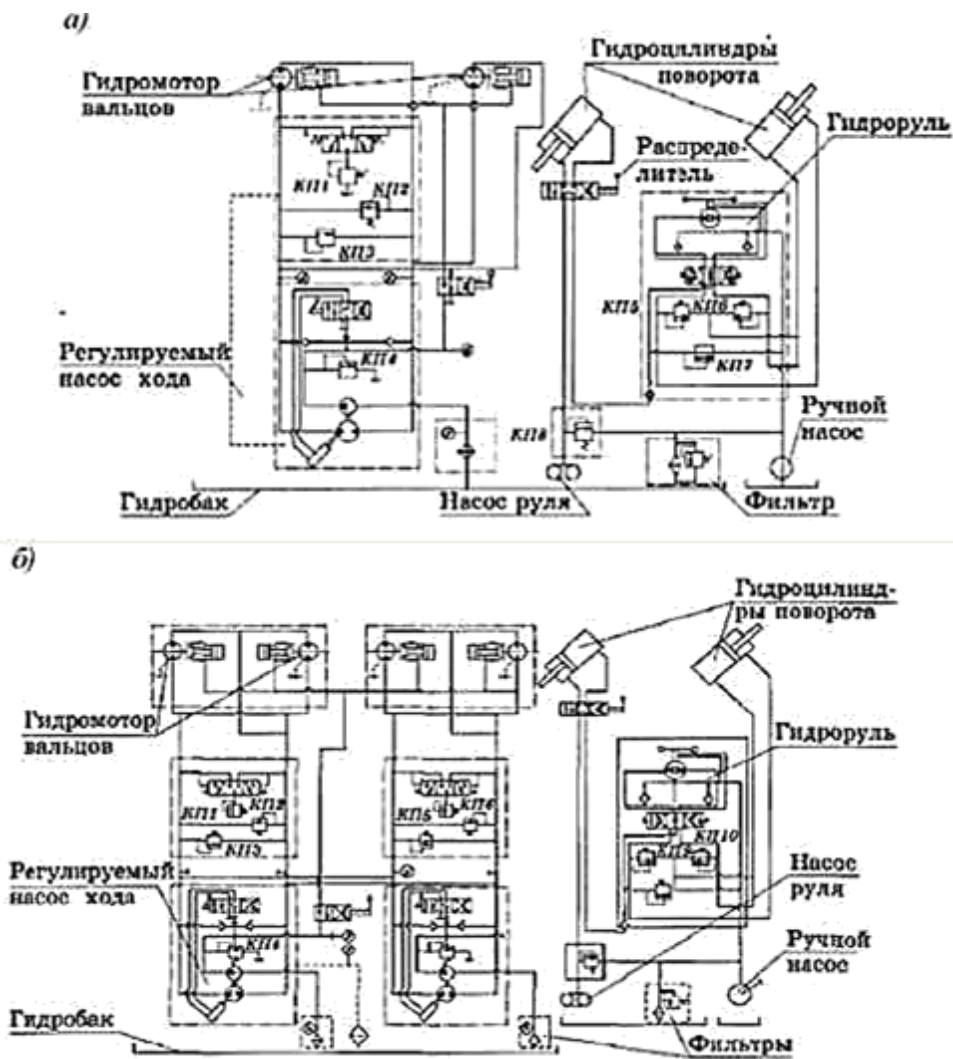 а)
Гидромотор
вальцов
Гидроцилиндры
поворота
Гидроруль
Распреде-
литель
КП1
КП2
КП3
КП5
КП6
Регулируемый
насос хода
КП4
КП7
Ручной
насос
КП8
Гидробак
Насос руля
Фильтр
б)
Гидроцилинд-
ры поворота
Гидромотор
вальцов
Гидроруль
КП1
КП2
КП5
КП6
КП3
КП10
Регулируемый
насос хода
Насос
руля
КП4
Ручной
насос
Гидробак
Фильтры